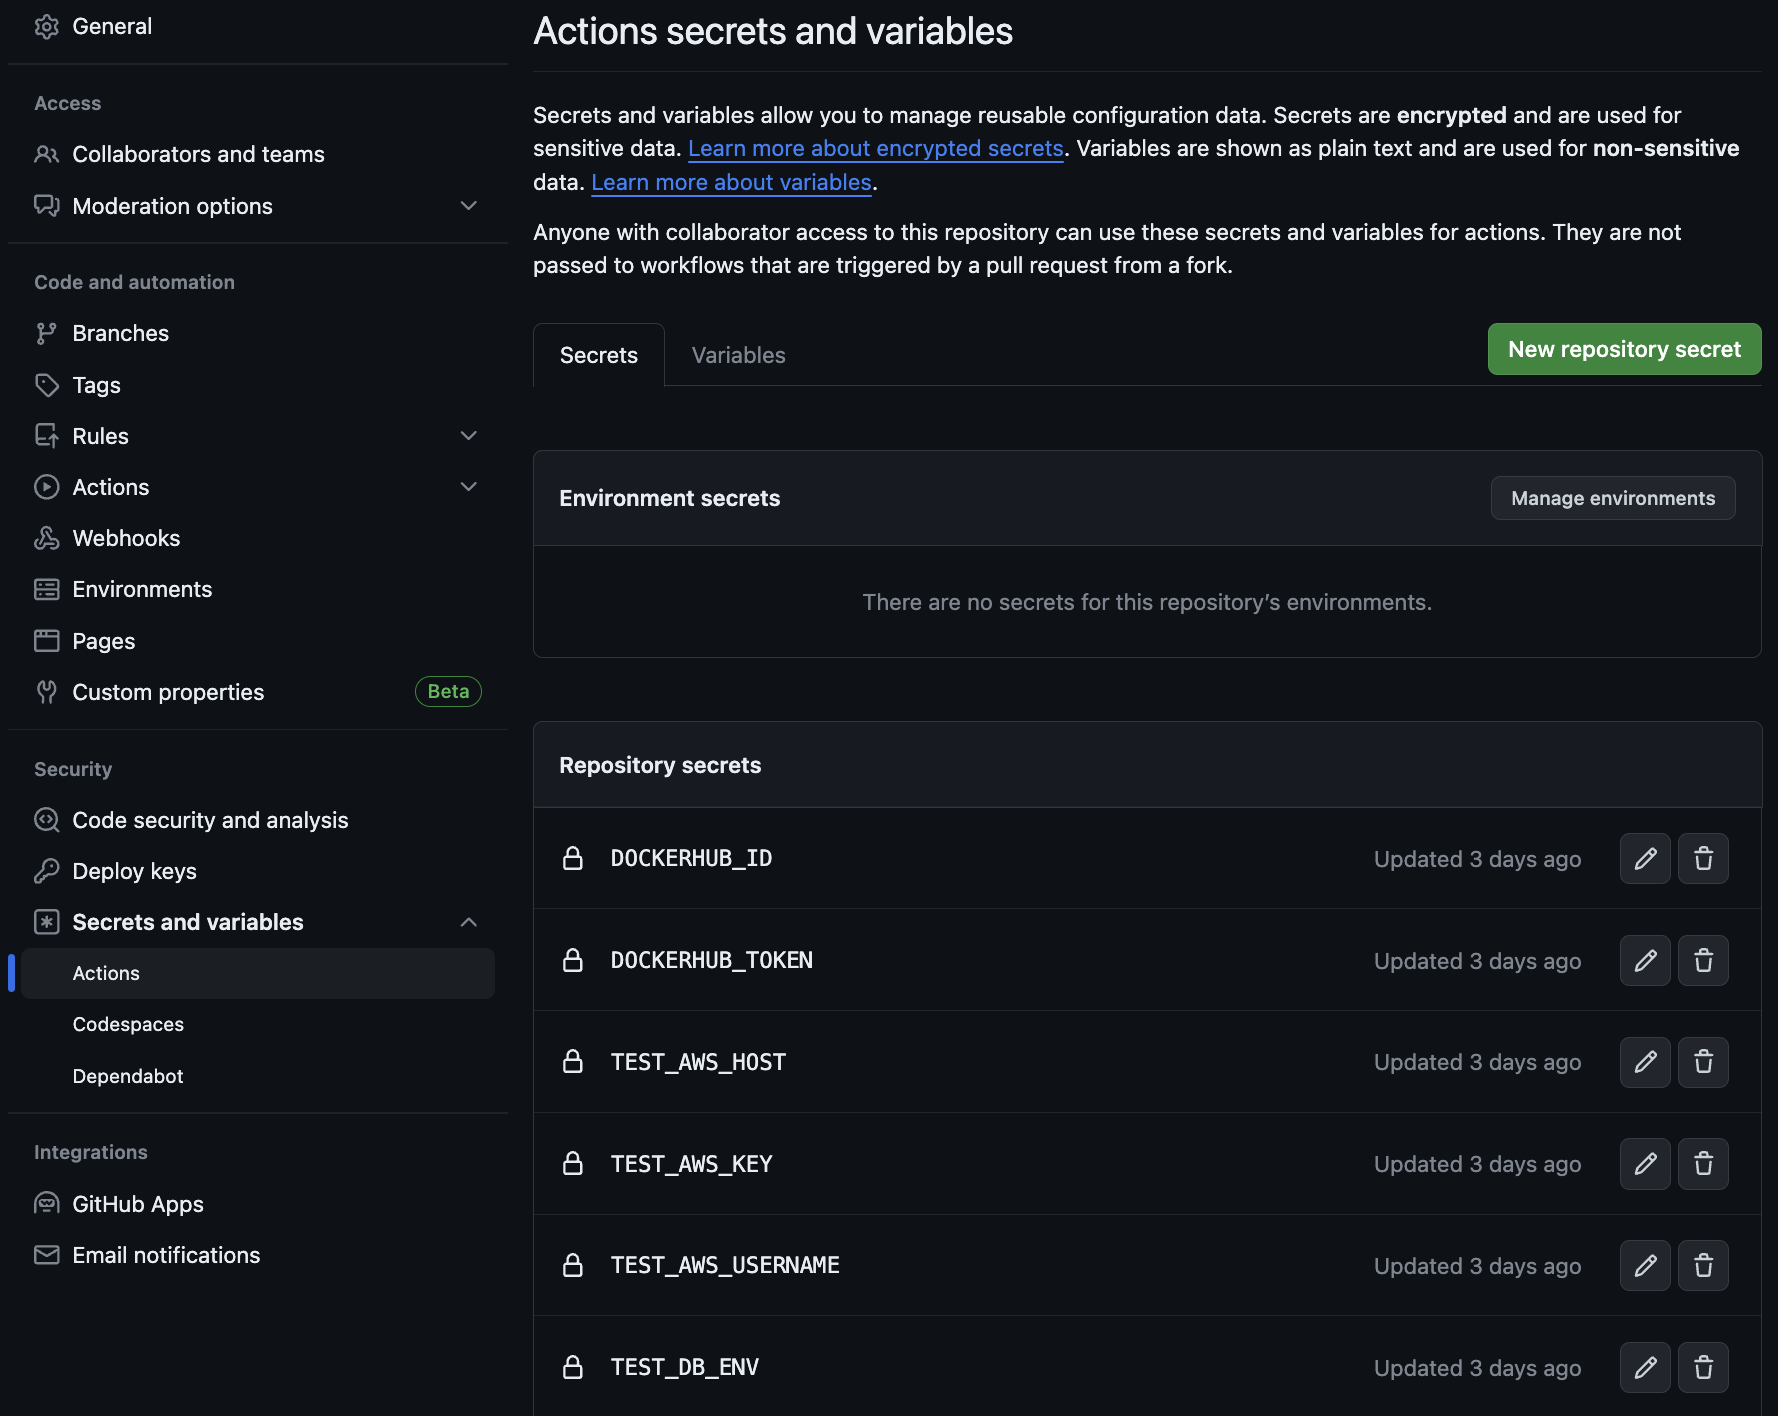 General
Access
Collaborators and teams
Moderation options
Code and automation
Branches
Tags
Rules
Actions
Webhooks
Environments
Pages
Custom properties Beta
Security
Code security and analysis
Deploy keys
Secrets and variables
Actions
Codespaces
Dependabot
Integrations
GitHub Apps
Email notifications
Actions secrets and variables
Secrets and variables allow you to manage reusable configuration data. Secrets are encrypted and are used for
sensitive data. Learn more about encrypted secrets. Variables are shown as plain text and are used for non-sensitive
data. Learn more about variables.
Anyone with collaborator access to this repository can use these secrets and variables for actions. They are not
passed to workflows that are triggered by a pull request from a fork.
Secrets Variables New repository secret
Environment secrets Manage environments
There are no secrets for this repository’s environments.
Repository secrets
DOCKERHUB_ID Updated 3 days ago
DOCKERHUB_TOKEN Updated 3 days ago
TEST_AWS_HOST Updated 3 days ago
TEST_AWS_KEY Updated 3 days ago
TEST_AWS_USERNAME Updated 3 days ago
TEST_DB_ENV Updated 3 days ago